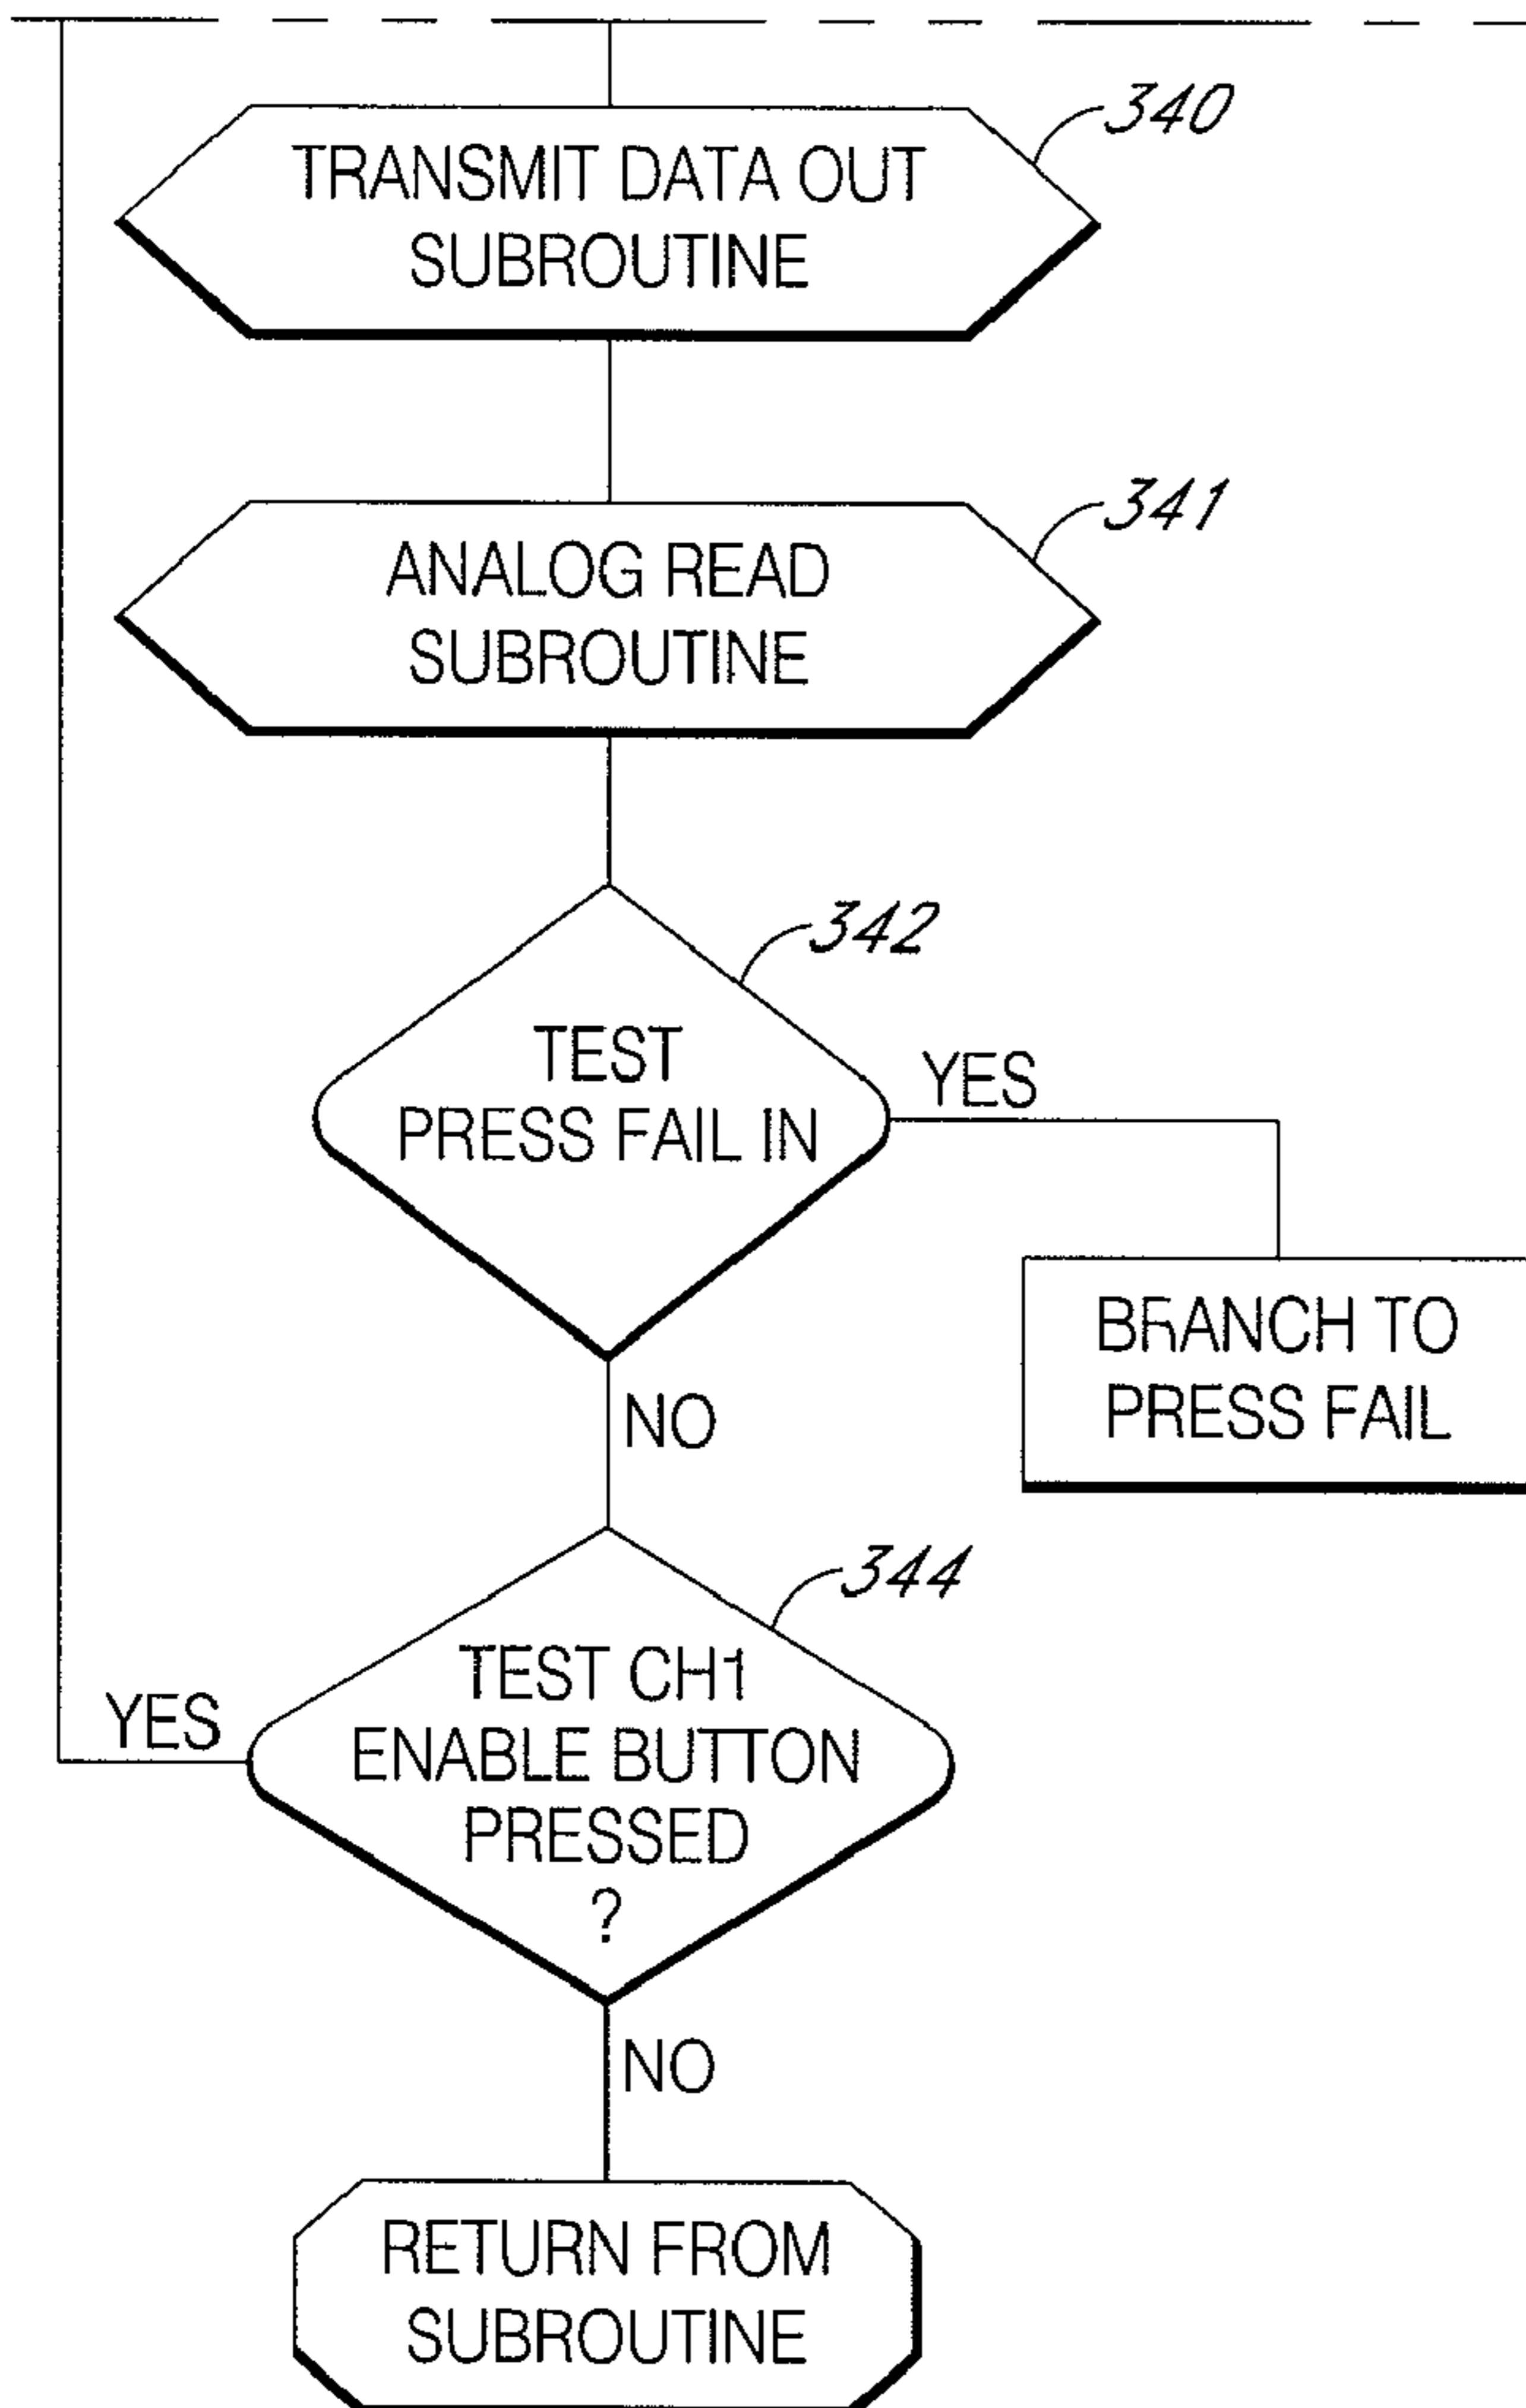 340
TRANSMIT DATA OUT
SUBROUTINE
341
ANALOG READ
SUBROUTINE
342
TEST
PRESS FAIL IN
YES
BRANCH TO
PRESS FAIL
NO
344
TEST CH1
ENABLE BUTTON
PRESSED
?
YES
NO
RETURN FROM
SUBROUTINE